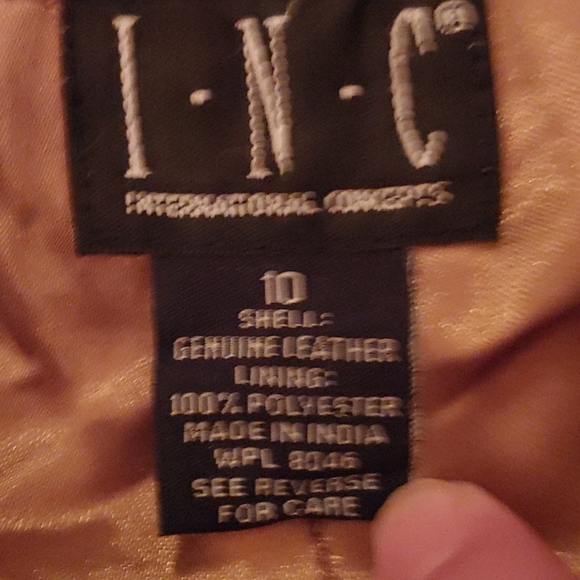 I·N·C®
INTERNATIONAL CONCEPTS
10
SHELL:
GENUINE LEATHER
LINING:
100% POLYESTER
MADE IN INDIA
WPL 8046
SEE REVERSE
FOR CARE